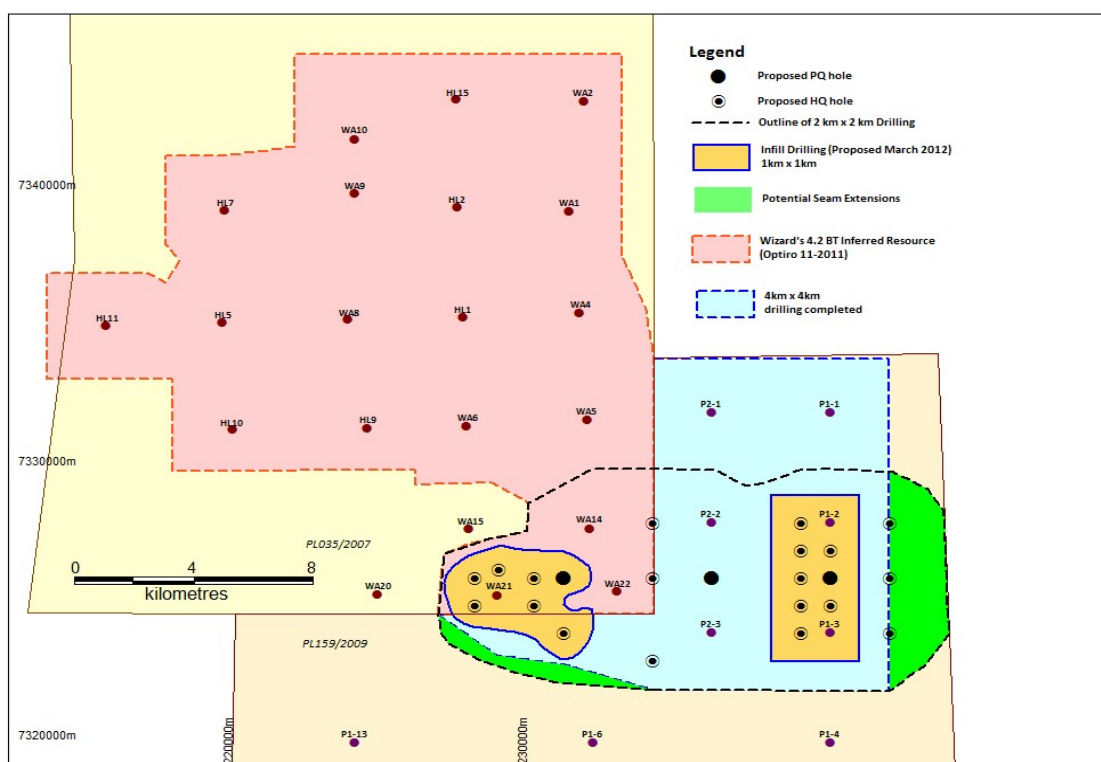 Legend
Proposed PQ hole
Proposed HQ hole
Outline of 2 km x 2 km Drilling
Infill Drilling (Proposed March 2012)
1km x 1km
Potential Seam Extensions
Wizard's 4.2 BT Inferred Resource
(Optiro 11-2011)
4km x 4km
drilling completed
HL15
WA2
WA10
7340000m
WA9
HL7
HL2
WA1
HL11
HL5
WA8
HL1
WA4
P2-1
P1-1
HL10
HL9
WA6
WA5
7330000m
WA15
WA14
P2-2
P1-2
PL035/2007
0
4
8
kilometres
WA20
WA21
WA22
PL159/2009
P2-3
P1-3
7320000m
220000m
230000m
P1-13
P1-6
P1-4